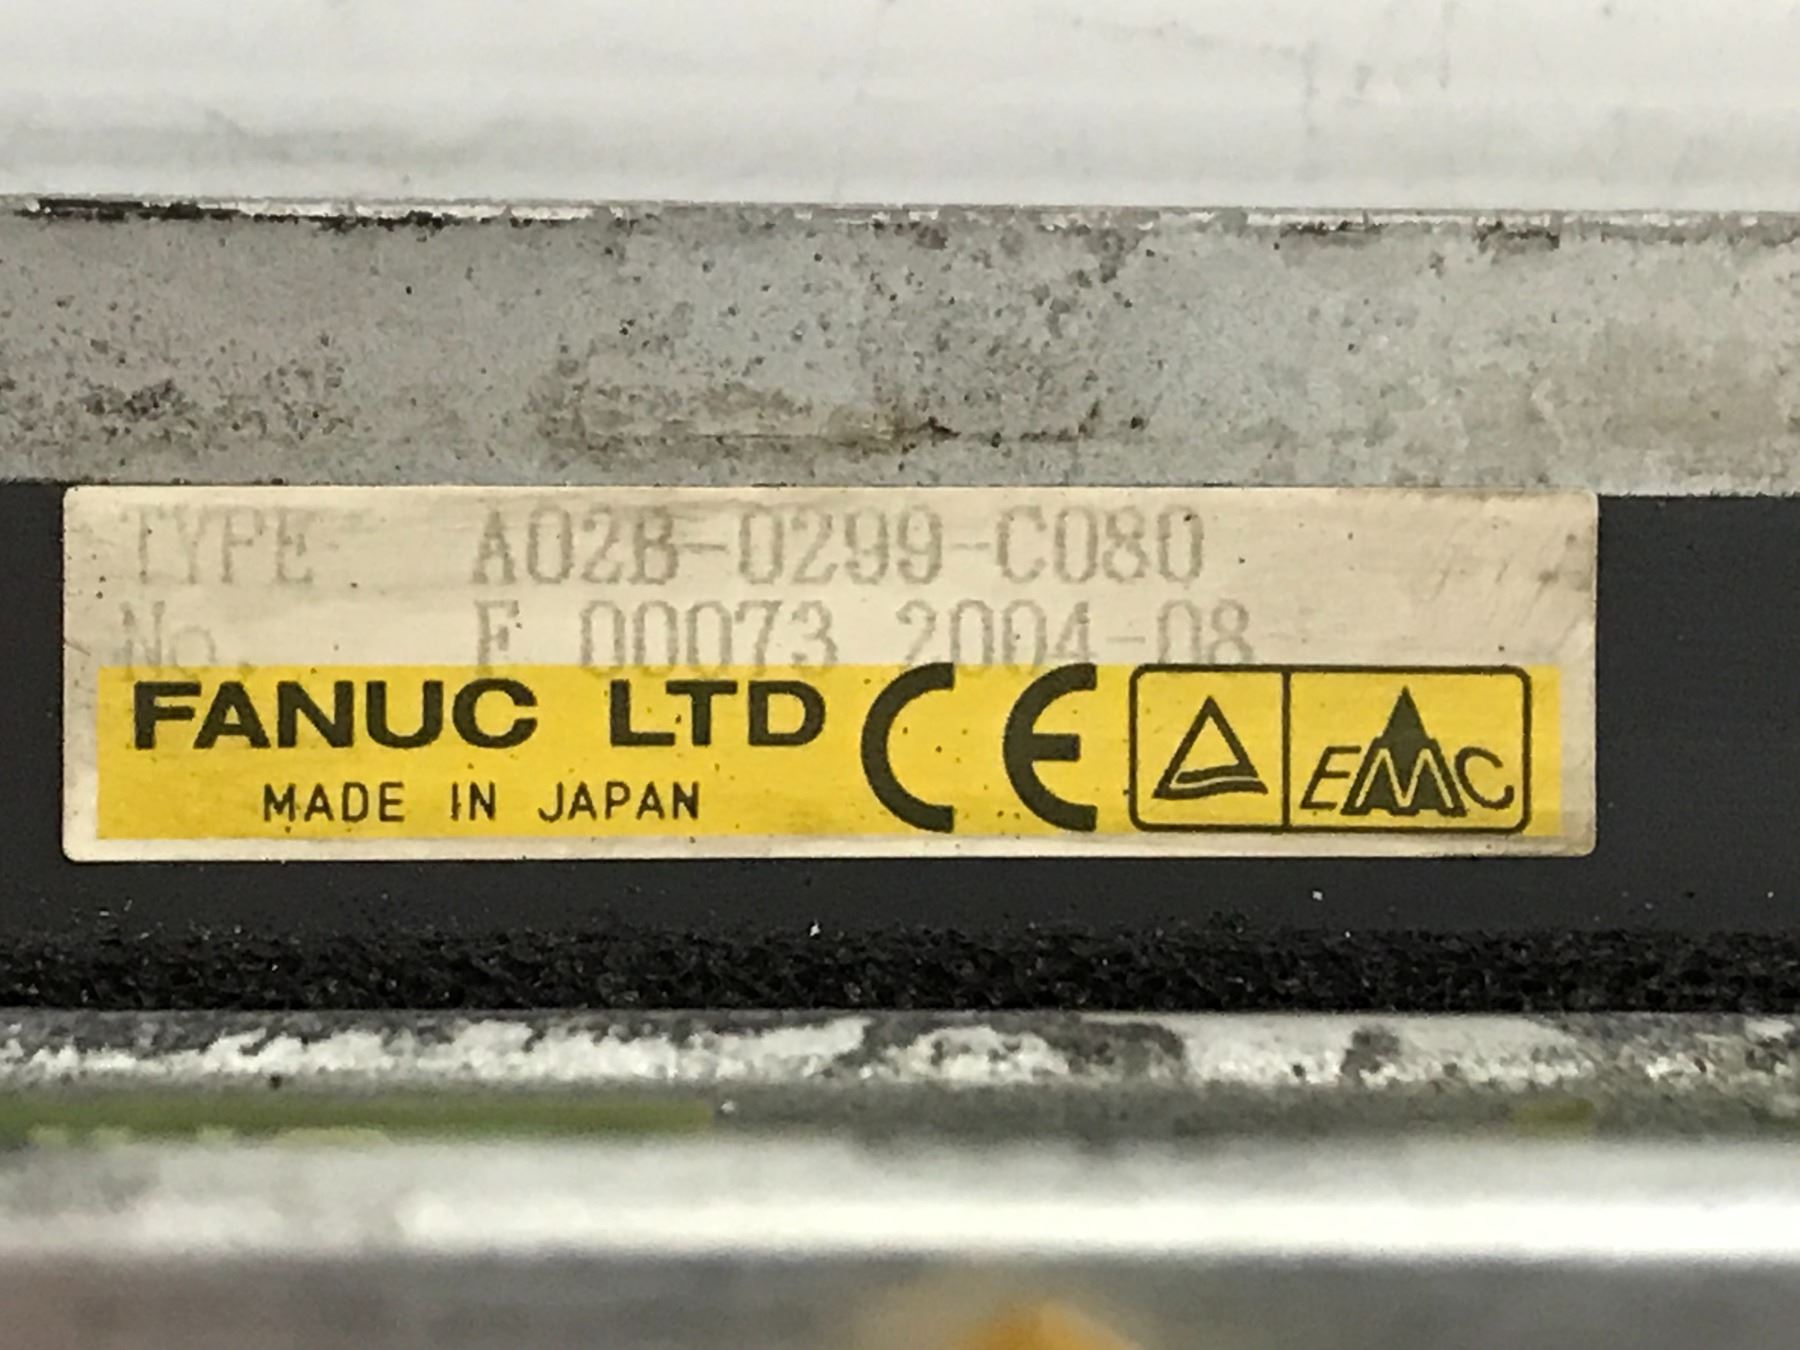 TYPE A02B-0299-C080
No. F 00073 2004-08
FANUC LTD CE EMC
MADE IN JAPAN